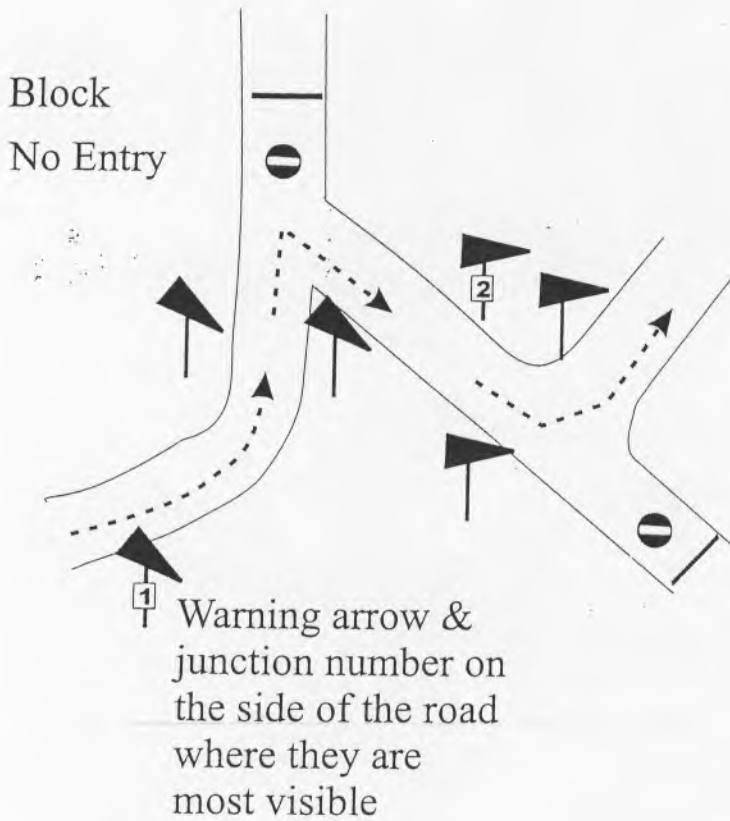 Block
No Entry
2
1
Warning arrow &
junction number on
the side of the road
where they are
most visible